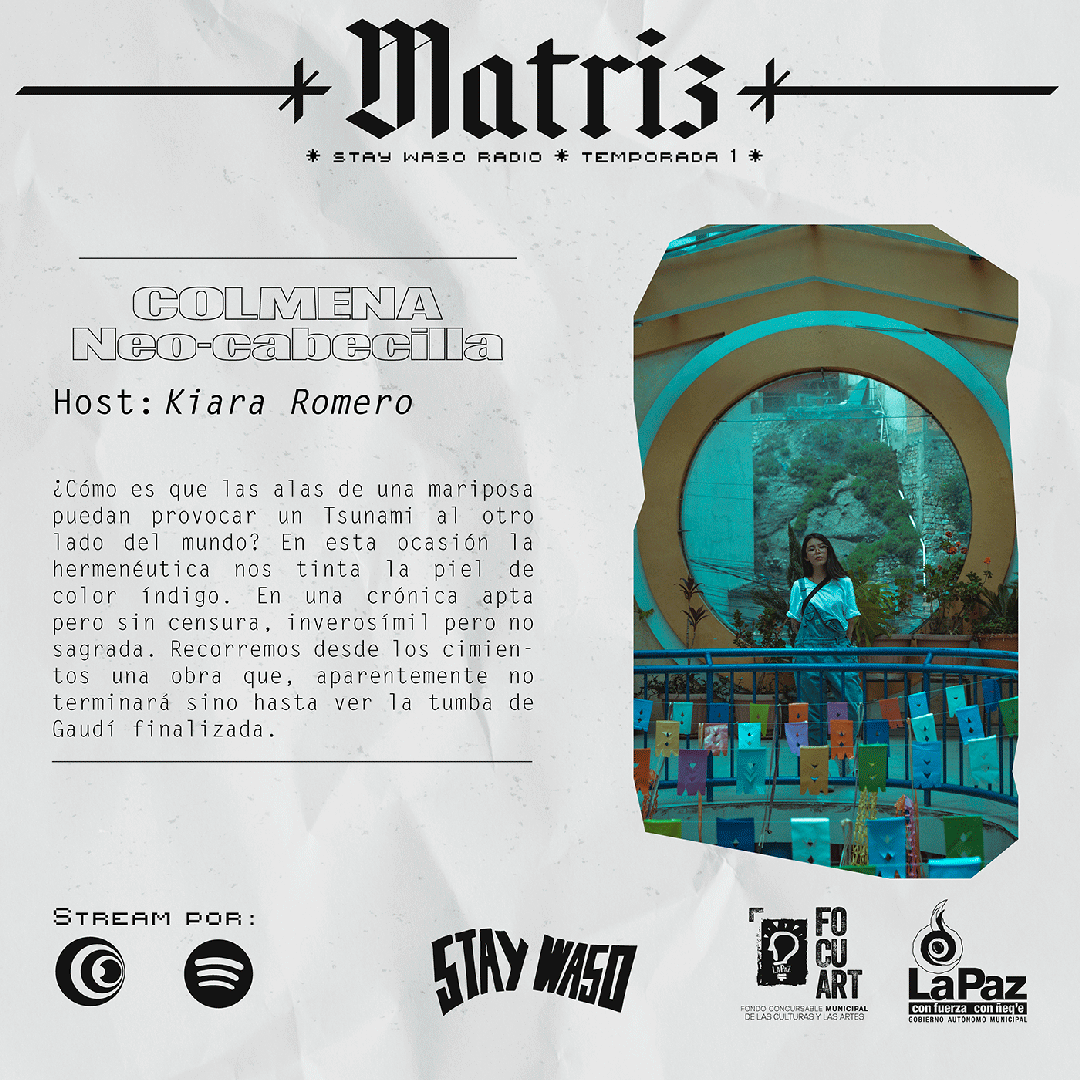 Matriz
* STAY WASO RADIO * TEMPORADA 1 *
COLMENA
Neo-cabecilla
Host: Kiara Romero
¿Cómo es que las alas de una mariposa
puedan provocar un Tsunami al otro
lado del mundo? En esta ocasión la
hermenéutica nos tinta la piel de
color índigo. En una crónica apta
pero sin censura, inverosímil pero no
sagrada. Recorremos desde los cimien-
tos una obra que, aparentemente no
terminará sino hasta ver la tumba de
Gaudí finalizada.
STREAM POR:
STAY WASO
LAPAZ
FO
CU
ART
FONDO CONCURSABLE MUNICIPAL
DE LAS CULTURAS Y LAS ARTES
LaPaz
con fuerza con ñeq'e
GOBIERNO AUTÓNOMO MUNICIPAL